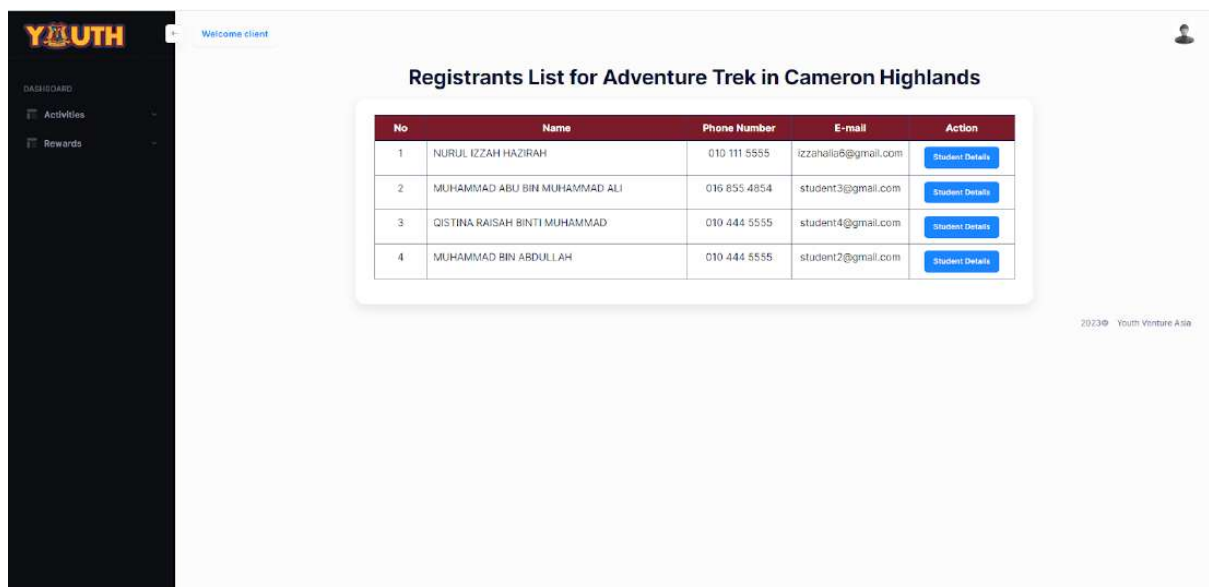 YOUTH
Welcome client
DASHBOARD
Activities
Rewards
Registrants List for Adventure Trek in Cameron Highlands
No Name Phone Number E-mail Action
1 NURUL IZZAH HAZIRAH 010 111 5555 izzahalia6@gmail.com Student Details
2 MUHAMMAD ABU BIN MUHAMMAD ALI 016 855 4854 student3@gmail.com Student Details
3 QISTINA RAISAH BINTI MUHAMMAD 010 444 5555 student4@gmail.com Student Details
4 MUHAMMAD BIN ABDULLAH 010 444 5555 student2@gmail.com Student Details
2023© Youth Venture Asia